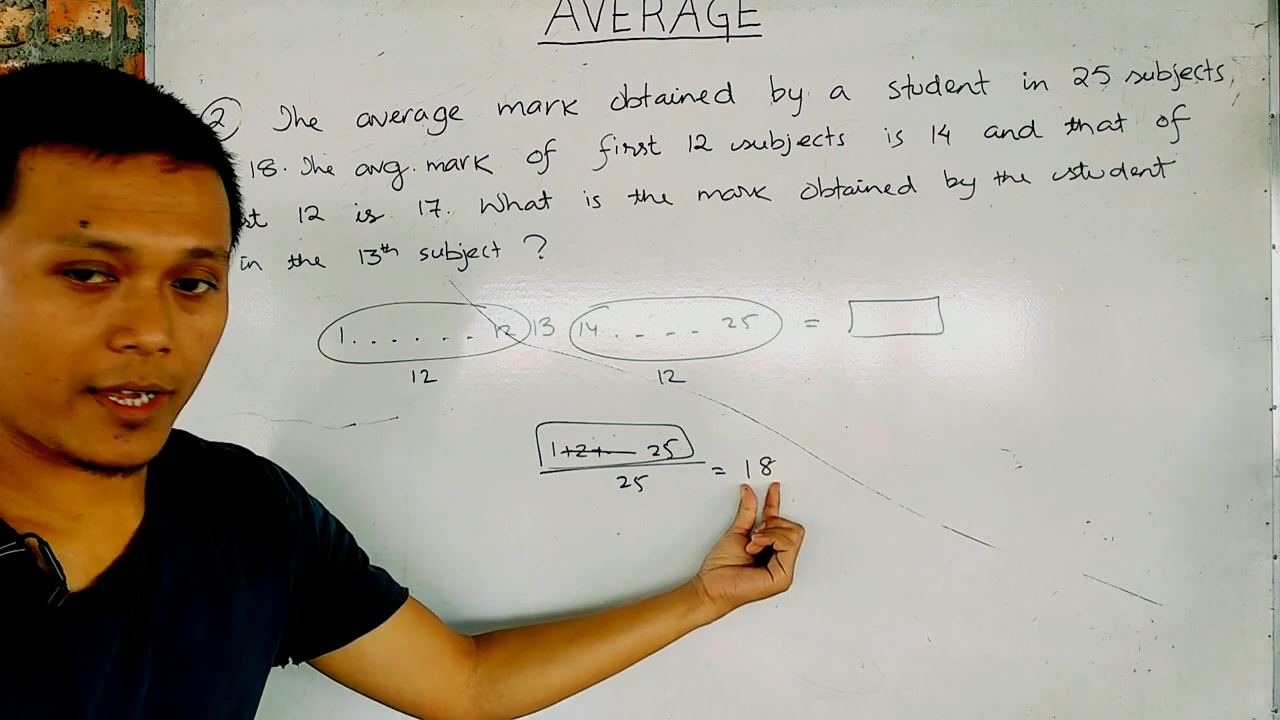 AVERAGE
② The average mark obtained by a student in 25 subjects,
18. The avg. mark of first 12 subjects is 14 and that of
st 12 is 17. What is the mark obtained by the student
in the 13th subject ?
1. . . . . . - 12 13 14. . - - - 25 =
12 12
1+2+·— 25
25
= 18